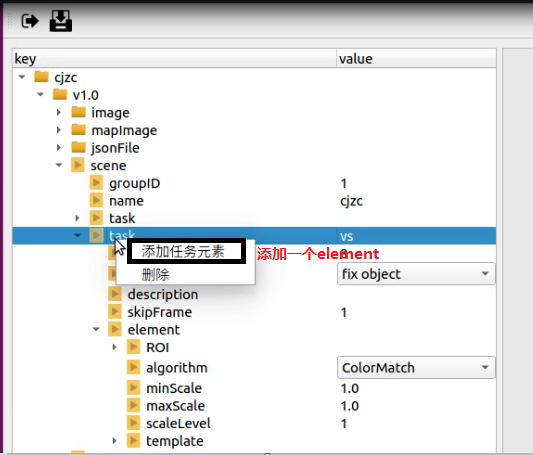 key value
cjzc
v1.0
image
mapImage
jsonFile
scene
groupID 1
name cjzc
task
task vs
添加任务元素 添加一个element
删除 fix object
description
skipFrame 1
element
ROI
algorithm ColorMatch
minScale 1.0
maxScale 1.0
scaleLevel 1
template